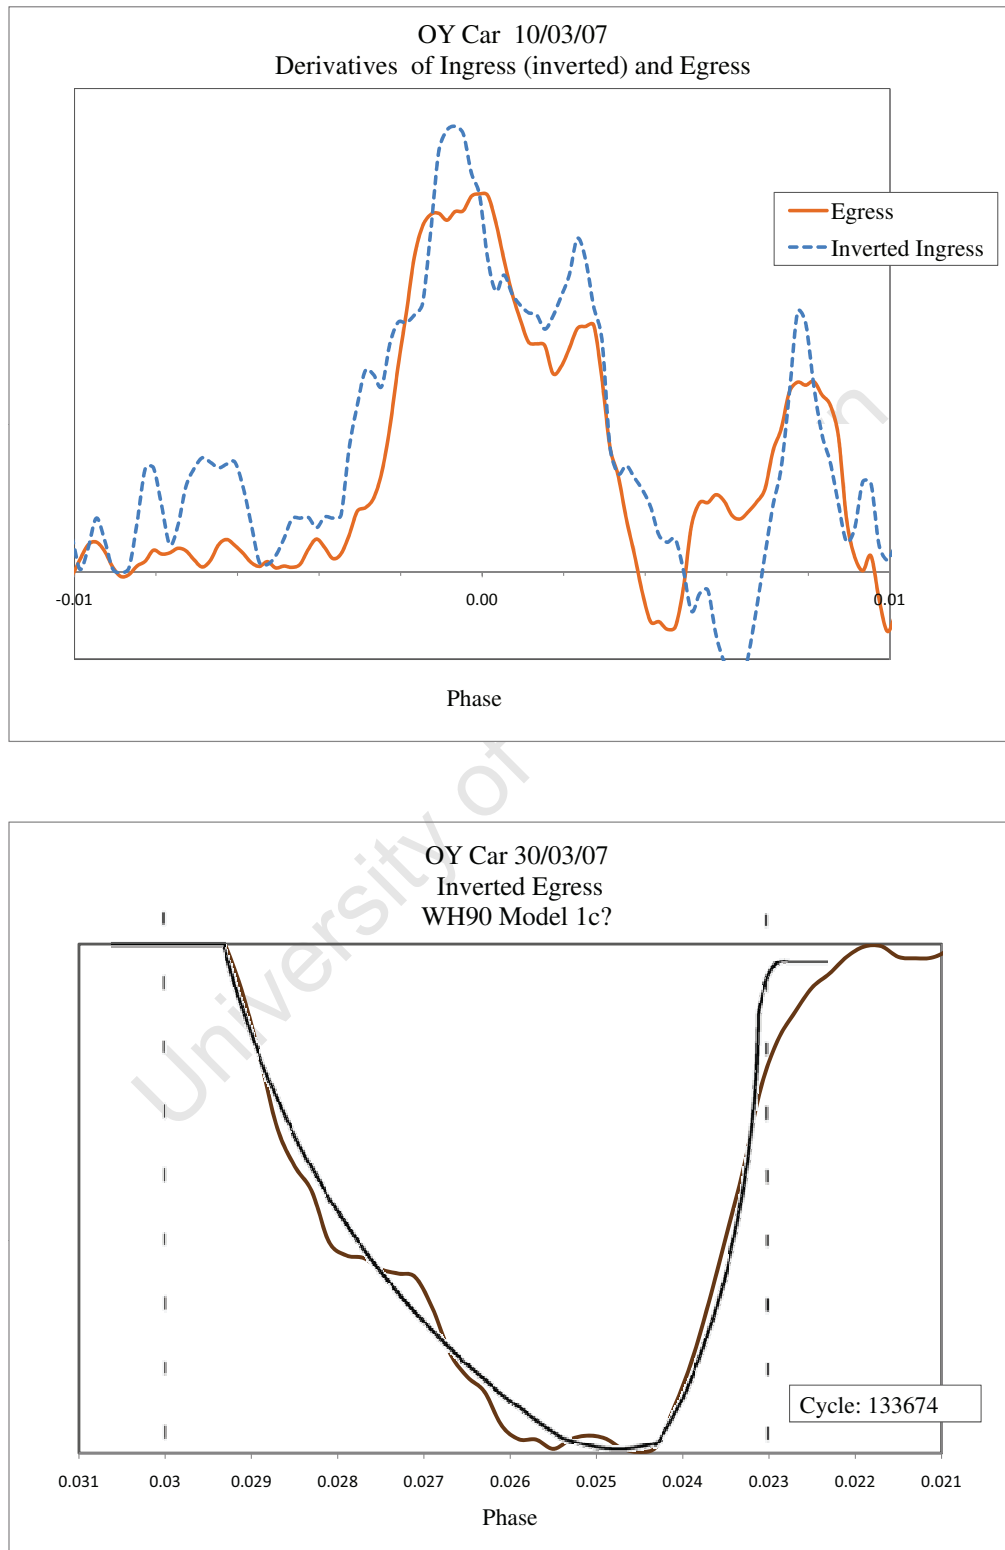 OY Car 10/03/07
Derivatives of Ingress (inverted) and Egress
Egress
Inverted Ingress
-0.01 0.00 0.01
Phase
University of
OY Car 30/03/07
Inverted Egress
WH90 Model 1c?
Cycle: 133674
0.031 0.03 0.029 0.028 0.027 0.026 0.025 0.024 0.023 0.022 0.021
Phase